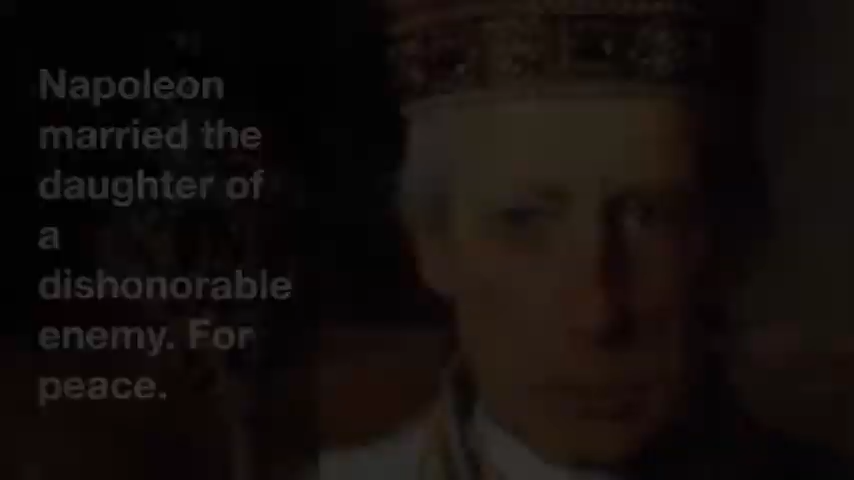 Napoleon
married the
daughter of
a
dishonorable
enemy. For
peace.